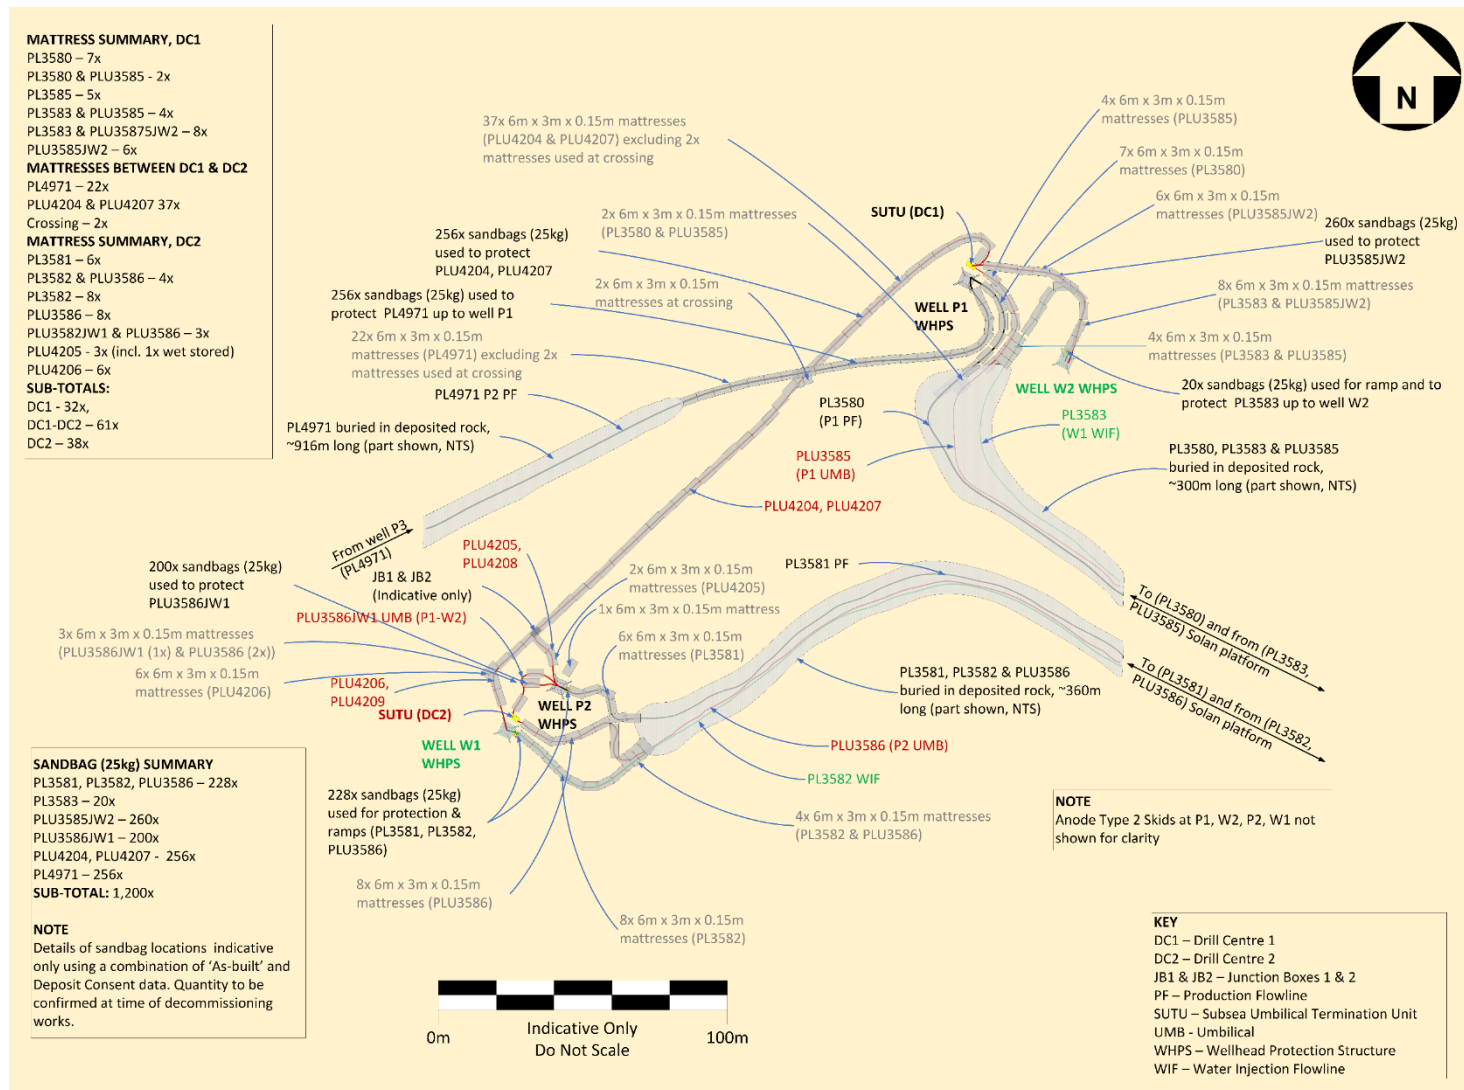 MATTRESS SUMMARY, DC1
PL3580 – 7x
PL3580 & PLU3585 - 2x
PL3585 – 5x
PL3583 & PLU3585 – 4x
PL3583 & PLU35875JW2 – 8x
PLU3585JW2 – 6x
MATTRESSES BETWEEN DC1 & DC2
PL4971 – 22x
PLU4204 & PLU4207 37x
Crossing – 2x
MATTRESS SUMMARY, DC2
PL3581 – 6x
PL3582 & PLU3586 – 4x
PL3582 – 8x
PLU3586 – 8x
PLU3582JW1 & PLU3586 – 3x
PLU4205 - 3x (incl. 1x wet stored)
PLU4206 – 6x
SUB-TOTALS:
DC1 - 32x,
DC1-DC2 – 61x
DC2 – 38x
N
37x 6m x 3m x 0.15m mattresses
(PLU4204 & PLU4207) excluding 2x
mattresses used at crossing
4x 6m x 3m x 0.15m
mattresses (PLU3585)
7x 6m x 3m x 0.15m
mattresses (PL3580)
6x 6m x 3m x 0.15m
mattresses (PLU3585JW2)
SUTU (DC1)
2x 6m x 3m x 0.15m mattresses
(PL3580 & PLU3585)
260x sandbags (25kg)
used to protect
PLU3585JW2
256x sandbags (25kg)
used to protect
PLU4204, PLU4207
2x 6m x 3m x 0.15m
mattresses at crossing
8x 6m x 3m x 0.15m mattresses
(PL3583 & PLU3585JW2)
256x sandbags (25kg) used to
protect PL4971 up to well P1
WELL P1
WHPS
22x 6m x 3m x 0.15m
mattresses (PL4971) excluding 2x
mattresses used at crossing
4x 6m x 3m x 0.15m
mattresses (PL3583 & PLU3585)
PL4971 P2 PF
WELL W2 WHPS
20x sandbags (25kg) used for ramp and to
protect PL3583 up to well W2
PL3580
(P1 PF)
PL3583
(W1 WIF)
PL4971 buried in deposited rock,
~916m long (part shown, NTS)
PLU3585
(P1 UMB)
PL3580, PL3583 & PLU3585
buried in deposited rock,
~300m long (part shown, NTS)
PLU4204, PLU4207
From well P3
(PL4971)
PLU4205,
PLU4208
JB1 & JB2
(Indicative only)
200x sandbags (25kg)
used to protect
PLU3586JW1
2x 6m x 3m x 0.15m
mattresses (PLU4205)
PL3581 PF
PLU3586JW1 UMB (P1-W2)
1x 6m x 3m x 0.15m mattress
To (PL3580) and from (PL3583,
PLU3585) Solan platform
3x 6m x 3m x 0.15m mattresses
(PLU3586JW1 (1x) & PLU3586 (2x))
6x 6m x 3m x 0.15m
mattresses (PL3581)
6x 6m x 3m x 0.15m
mattresses (PLU4206)
PLU4206,
PLU4209
PL3581, PL3582 & PLU3586
buried in deposited rock, ~360m
long (part shown, NTS)
To (PL3581) and from (PL3582,
PLU3586) Solan platform
SUTU (DC2)
WELL P2
WHPS
WELL W1
WHPS
PLU3586 (P2 UMB)
PL3582 WIF
228x sandbags (25kg)
used for protection &
ramps (PL3581, PL3582,
PLU3586)
4x 6m x 3m x 0.15m mattresses
(PL3582 & PLU3586)
8x 6m x 3m x 0.15m
mattresses (PLU3586)
8x 6m x 3m x 0.15m
mattresses (PL3582)
SANDBAG (25kg) SUMMARY
PL3581, PL3582, PLU3586 – 228x
PL3583 – 20x
PLU3585JW2 – 260x
PLU3586JW1 – 200x
PLU4204, PLU4207 - 256x
PL4971 – 256x
SUB-TOTAL: 1,200x
NOTE
Details of sandbag locations indicative
only using a combination of 'As-built' and
Deposit Consent data. Quantity to be
confirmed at time of decommissioning
works.
NOTE
Anode Type 2 Skids at P1, W2, P2, W1 not
shown for clarity
0m
Indicative Only
Do Not Scale
100m
KEY
DC1 – Drill Centre 1
DC2 – Drill Centre 2
JB1 & JB2 – Junction Boxes 1 & 2
PF – Production Flowline
SUTU – Subsea Umbilical Termination Unit
UMB - Umbilical
WHPS – Wellhead Protection Structure
WIF – Water Injection Flowline